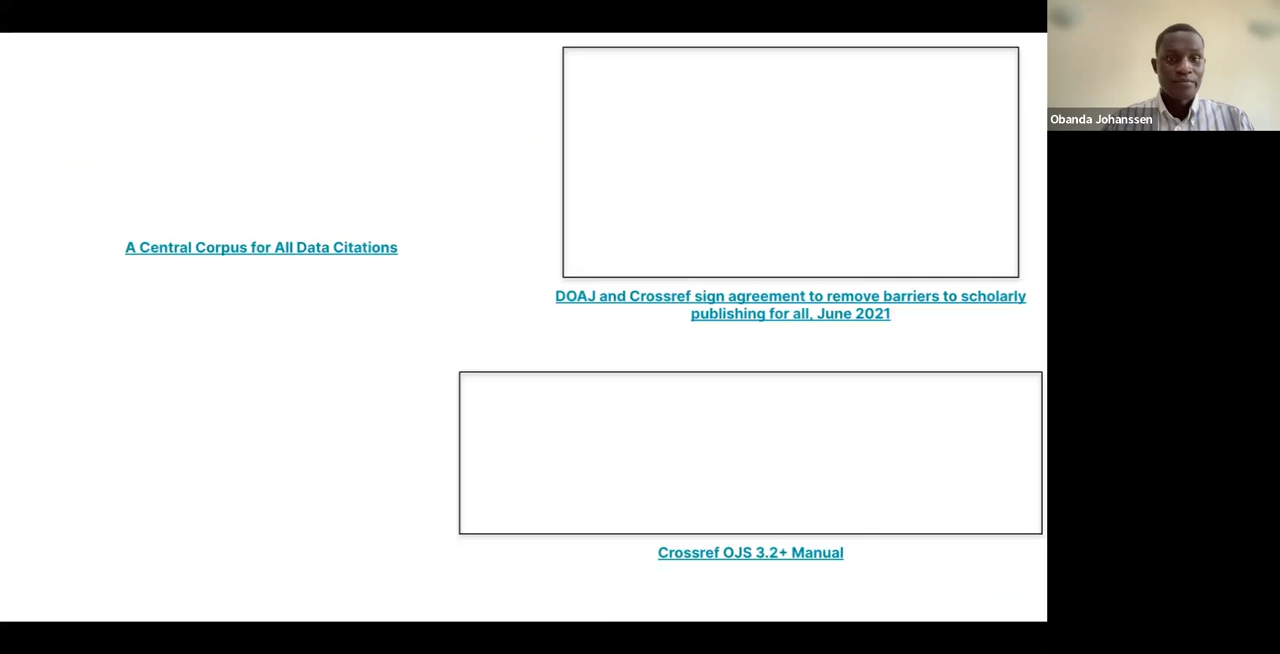 Obanda Johanssen
A Central Corpus for All Data Citations
DOAJ and Crossref sign agreement to remove barriers to scholarly
publishing for all, June 2021
Crossref OJS 3.2+ Manual